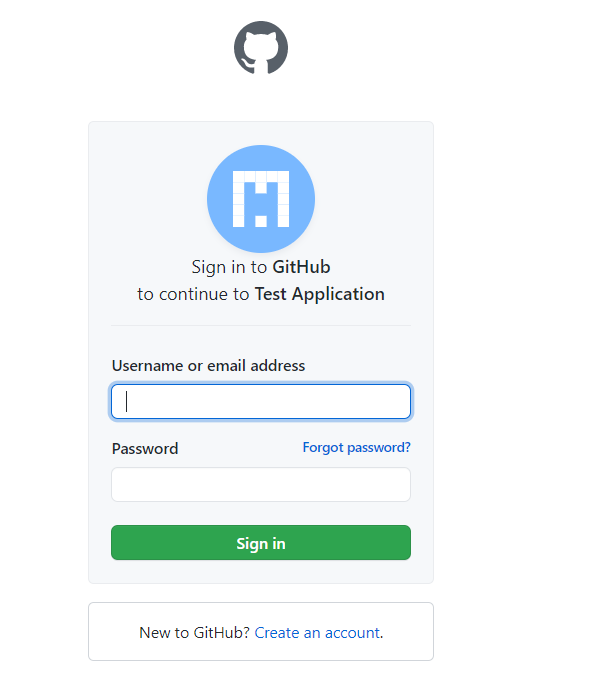 Sign in to GitHub
to continue to Test Application
Username or email address
Password
Forgot password?
Sign in
New to GitHub? Create an account.